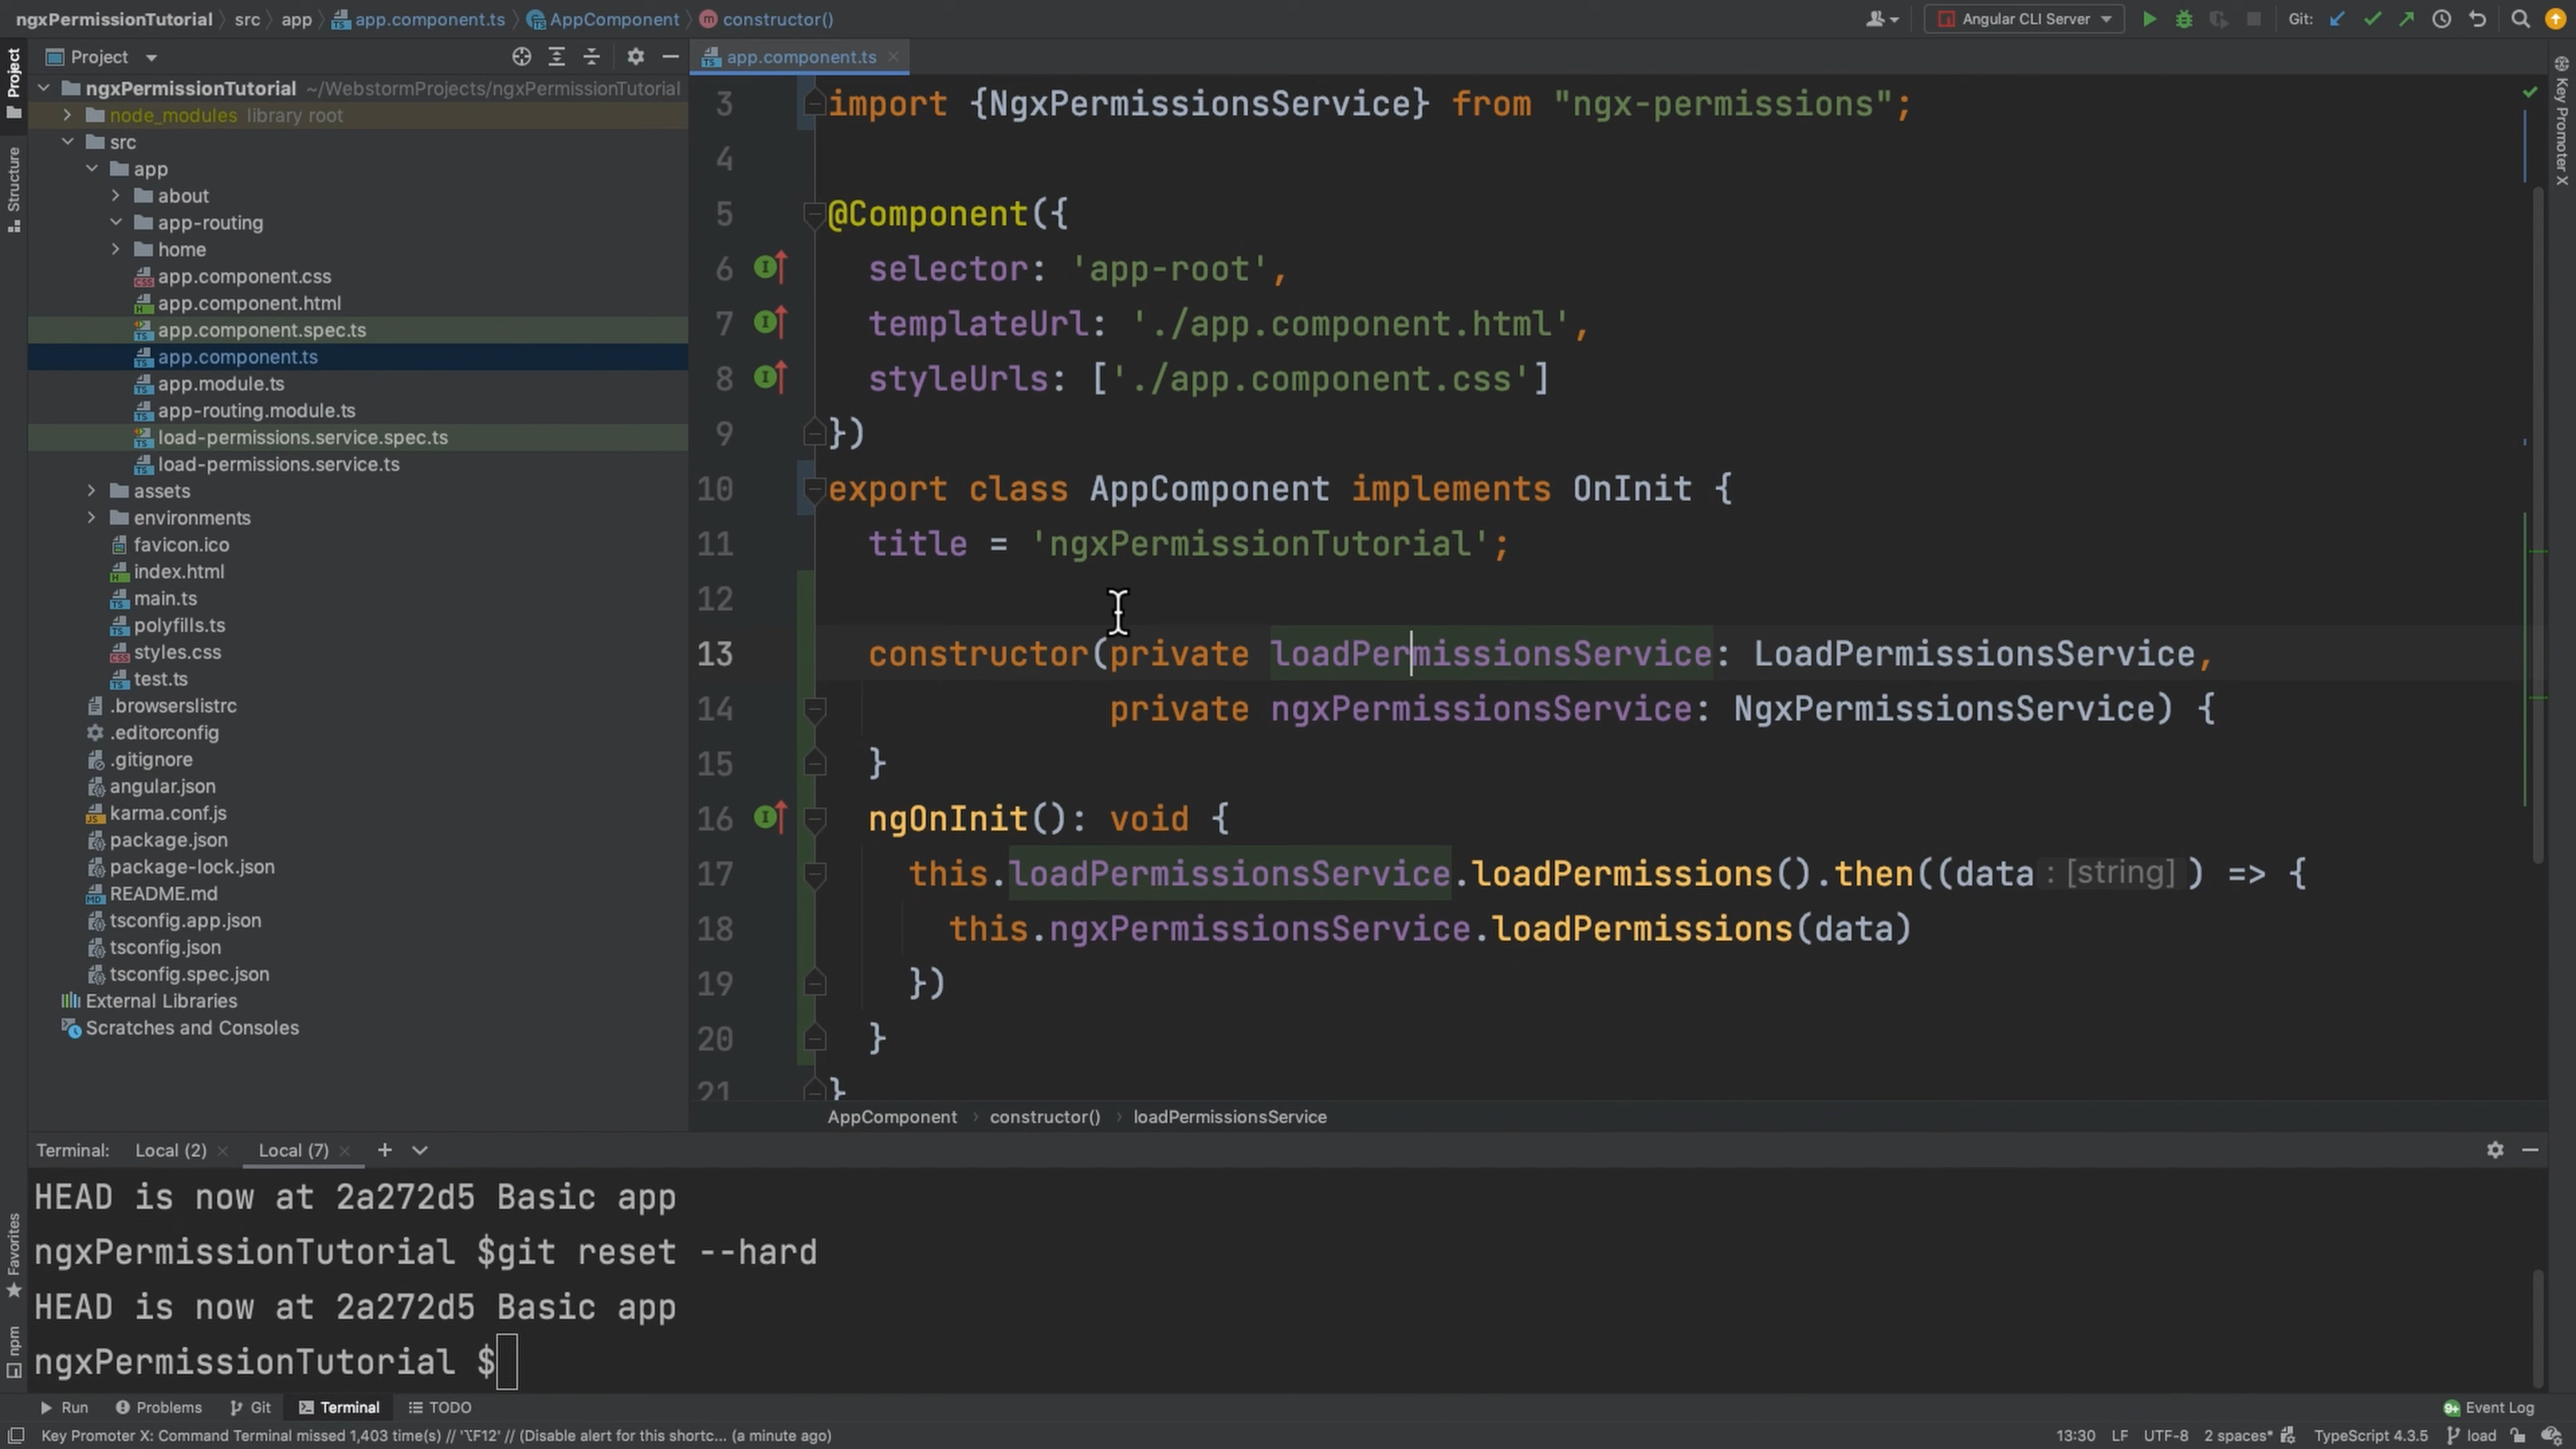 ngxPermissionTutorial src app app.component.ts AppComponent constructor()
Angular CLI Server
Git:
Project
app.component.ts
Project
Structure
Favorites
npm
Key Promoter X
ngxPermissionTutorial ~/WebstormProjects/ngxPermissionTutorial
node_modules library root
src
app
about
app-routing
home
app.component.css
app.component.html
app.component.spec.ts
app.component.ts
app.module.ts
app-routing.module.ts
load-permissions.service.spec.ts
load-permissions.service.ts
assets
environments
favicon.ico
index.html
main.ts
polyfills.ts
styles.css
test.ts
.browserslistrc
.editorconfig
.gitignore
angular.json
karma.conf.js
package.json
package-lock.json
README.md
tsconfig.app.json
tsconfig.json
tsconfig.spec.json
External Libraries
Scratches and Consoles
3 import {NgxPermissionsService} from "ngx-permissions";
4
5 @Component({
6 selector: 'app-root',
7 templateUrl: './app.component.html',
8 styleUrls: ['./app.component.css']
9 })
10 export class AppComponent implements OnInit {
11 title = 'ngxPermissionTutorial';
12
13 constructor(private loadPermissionsService: LoadPermissionsService,
14 private ngxPermissionsService: NgxPermissionsService) {
15 }
16 ngOnInit(): void {
17 this.loadPermissionsService.loadPermissions().then((data : [string] ) => {
18 this.ngxPermissionsService.loadPermissions(data)
19 })
20 }
21 }
AppComponent constructor() loadPermissionsService
Terminal: Local (2) Local (7)
HEAD is now at 2a272d5 Basic app
ngxPermissionTutorial $git reset --hard
HEAD is now at 2a272d5 Basic app
ngxPermissionTutorial $
Run Problems Git Terminal TODO
9+ Event Log
Key Promoter X: Command Terminal missed 1,403 time(s) // '⌥F12' // (Disable alert for this shortc... (a minute ago)
13:30 LF UTF-8 2 spaces* TypeScript 4.3.5 load